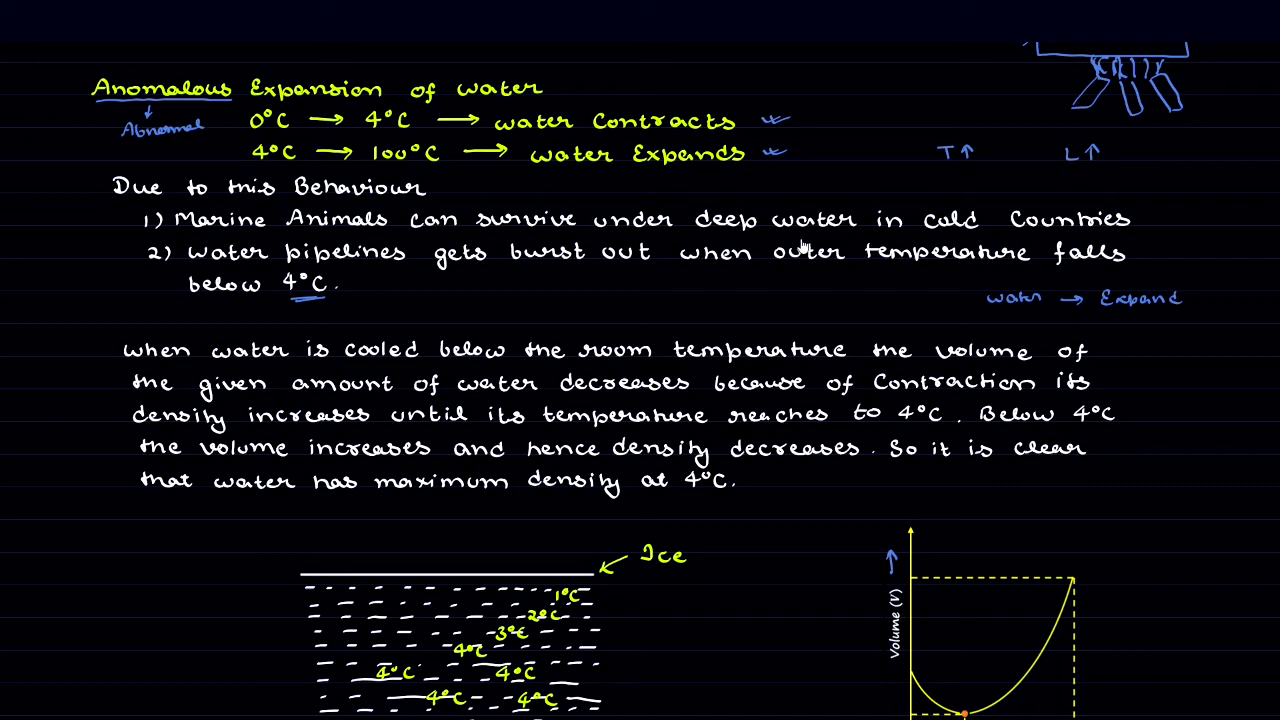 Anomalous Expansion of water
Abnormal
0°C → 4°C → water Contracts
4°C → 100°C → water Expands
T↑ L↑
Due to this Behaviour
1) Marine Animals can survive under deep water in cold Countries
2) water pipelines gets burst out when outer temperature falls
below 4°C.
water → Expand
when water is cooled below the room temperature the volume of
the given amount of water decreases because of Contraction its
density increases until its temperature reaches to 4°C. Below 4°C
the volume increases and hence density decreases. So it is clear
that water has maximum density at 4°C.
Ice
1°C
2°C
3°C
4°C
4°C 4°C
4°C 4°C
Volume (V)